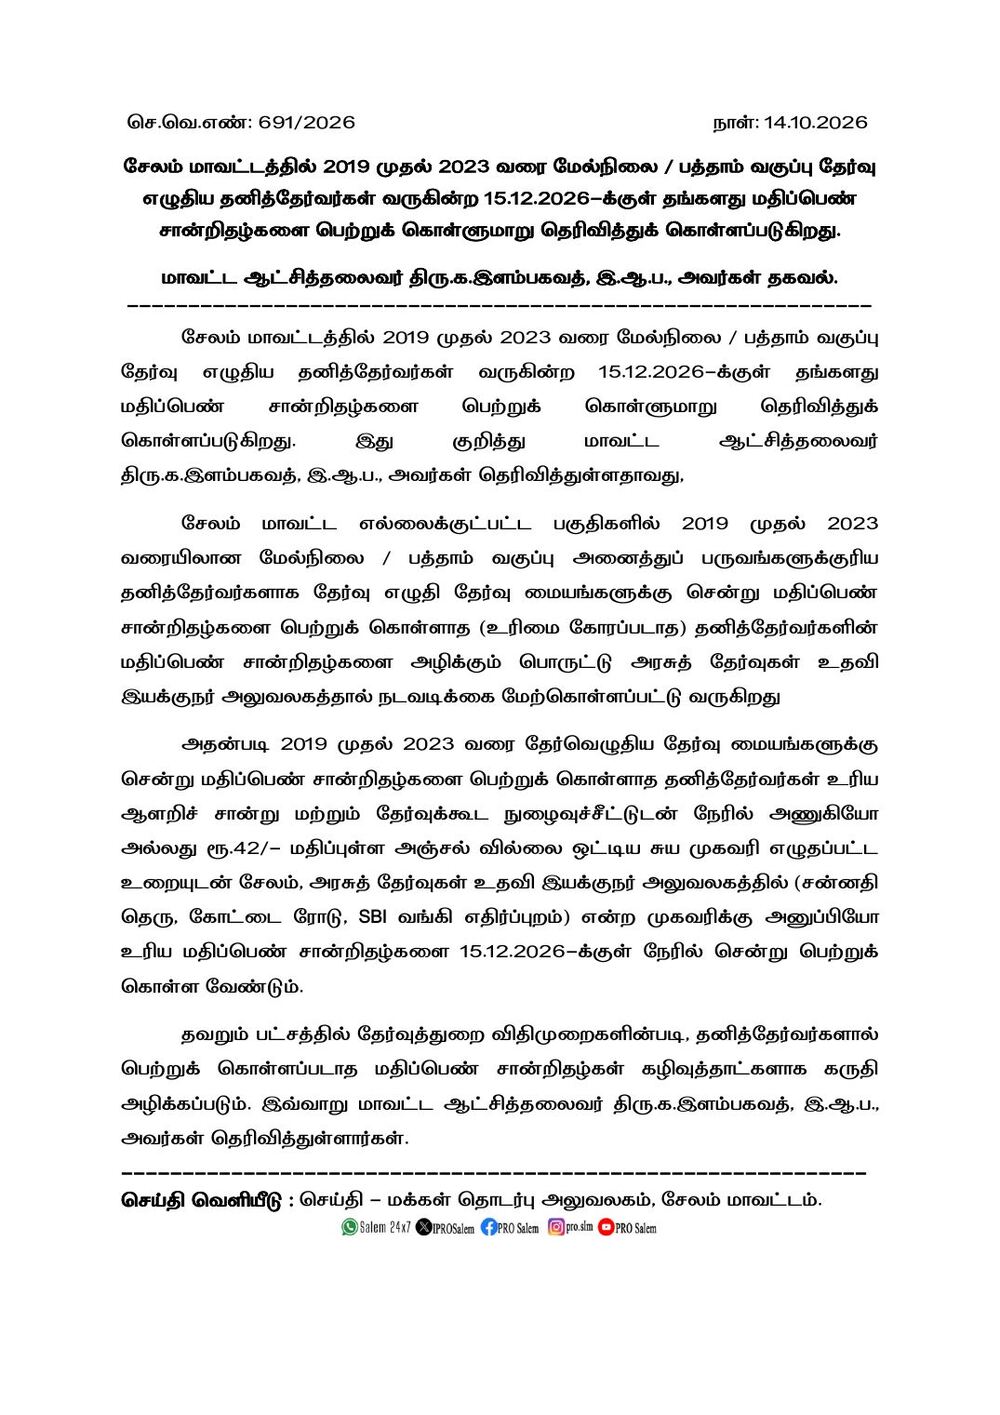 செ.வெ.எண்: 691/2026 நாள்: 14.10.2026
சேலம் மாவட்டத்தில் 2019 முதல் 2023 வரை மேல்நிலை / பத்தாம் வகுப்பு தேர்வு
எழுதிய தனித்தேர்வர்கள் வருகின்ற 15.12.2026-க்குள் தங்களது மதிப்பெண்
சான்றிதழ்களை பெற்றுக் கொள்ளுமாறு தெரிவித்துக் கொள்ளப்படுகிறது.
மாவட்ட ஆட்சித்தலைவர் திரு.க.இளம்பகவத், இ.ஆ.ப., அவர்கள் தகவல்.
சேலம் மாவட்டத்தில் 2019 முதல் 2023 வரை மேல்நிலை / பத்தாம் வகுப்பு
தேர்வு எழுதிய தனித்தேர்வர்கள் வருகின்ற 15.12.2026-க்குள் தங்களது
மதிப்பெண் சான்றிதழ்களை பெற்றுக் கொள்ளுமாறு தெரிவித்துக்
கொள்ளப்படுகிறது. இது குறித்து மாவட்ட ஆட்சித்தலைவர்
திரு.க.இளம்பகவத், இ.ஆ.ப., அவர்கள் தெரிவித்துள்ளதாவது,
சேலம் மாவட்ட எல்லைக்குட்பட்ட பகுதிகளில் 2019 முதல் 2023
வரையிலான மேல்நிலை / பத்தாம் வகுப்பு அனைத்துப் பருவங்களுக்குரிய
தனித்தேர்வர்களாக தேர்வு எழுதி தேர்வு மையங்களுக்கு சென்று மதிப்பெண்
சான்றிதழ்களை பெற்றுக் கொள்ளாத (உரிமை கோரப்படாத) தனித்தேர்வர்களின்
மதிப்பெண் சான்றிதழ்களை அழிக்கும் பொருட்டு அரசுத் தேர்வுகள் உதவி
இயக்குநர் அலுவலகத்தால் நடவடிக்கை மேற்கொள்ளப்பட்டு வருகிறது
அதன்படி 2019 முதல் 2023 வரை தேர்வெழுதிய தேர்வு மையங்களுக்கு
சென்று மதிப்பெண் சான்றிதழ்களை பெற்றுக் கொள்ளாத தனித்தேர்வர்கள் உரிய
ஆளறிச் சான்று மற்றும் தேர்வுக்கூட நுழைவுச்சீட்டுடன் நேரில் அணுகியோ
அல்லது ரூ.42/- மதிப்புள்ள அஞ்சல் வில்லை ஒட்டிய சுய முகவரி எழுதப்பட்ட
உறையுடன் சேலம், அரசுத் தேர்வுகள் உதவி இயக்குநர் அலுவலகத்தில் (சன்னதி
தெரு, கோட்டை ரோடு, SBI வங்கி எதிர்ப்புறம்) என்ற முகவரிக்கு அனுப்பியோ
உரிய மதிப்பெண் சான்றிதழ்களை 15.12.2026-க்குள் நேரில் சென்று பெற்றுக்
கொள்ள வேண்டும்.
தவறும் பட்சத்தில் தேர்வுத்துறை விதிமுறைகளின்படி, தனித்தேர்வர்களால்
பெற்றுக் கொள்ளப்படாத மதிப்பெண் சான்றிதழ்கள் கழிவுத்தாட்களாக கருதி
அழிக்கப்படும். இவ்வாறு மாவட்ட ஆட்சித்தலைவர் திரு.க.இளம்பகவத், இ.ஆ.ப.,
அவர்கள் தெரிவித்துள்ளார்கள்.
செய்தி வெளியீடு : செய்தி - மக்கள் தொடர்பு அலுவலகம், சேலம் மாவட்டம்.
Salem 24x7 IPROSalem PRO Salem pro.slm PRO Salem